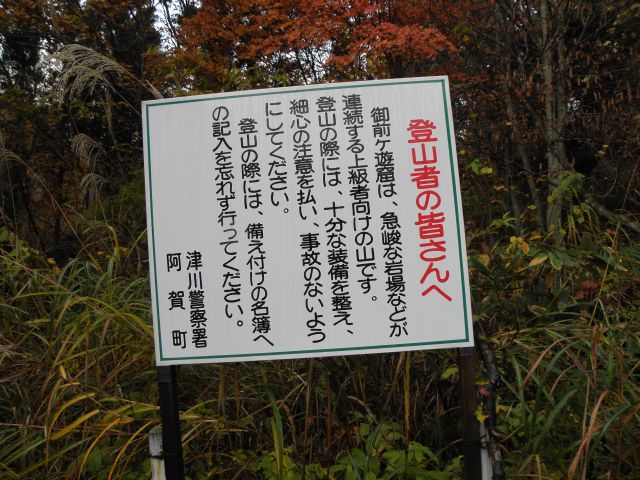 登山者の皆さんへ
御前ヶ遊窟は、急峻な岩場などが
連続する上級者向けの山です。
登山の際には、十分な装備を整え、
細心の注意を払い、事故のないよう
にしてください。
登山の際には、備え付けの名簿へ
の記入を忘れず行ってください。
津川警察署
阿賀町